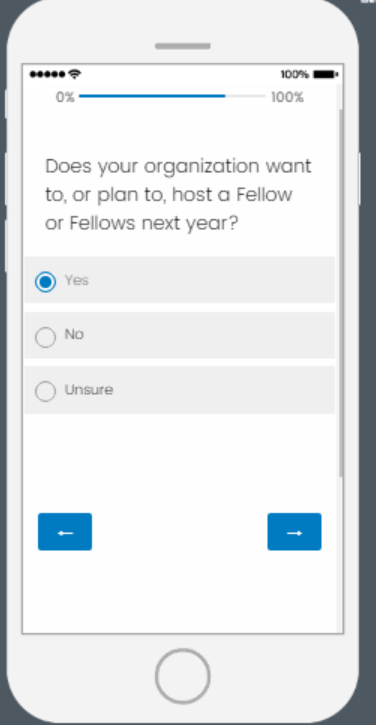 100%
0% 100%
Does your organization want
to, or plan to, host a Fellow
or Fellows next year?
Yes
No
Unsure
← →